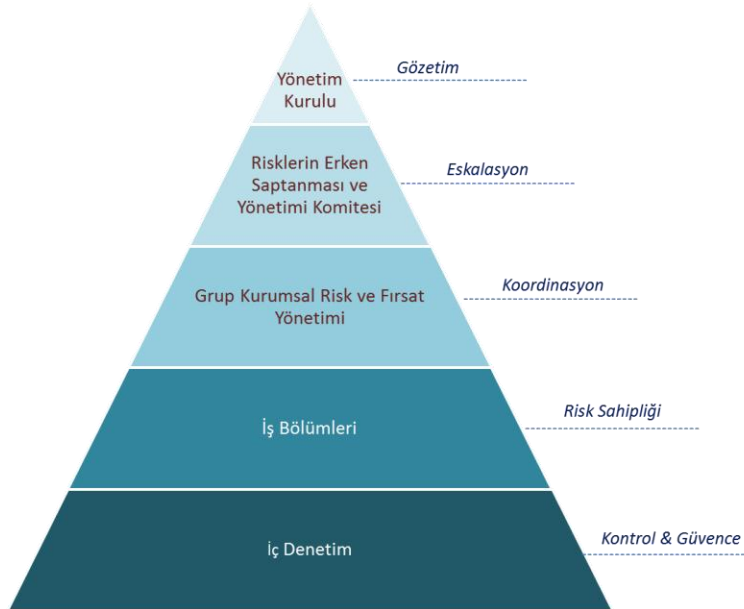 Yönetim
Kurulu
Gözetim
Risklerin Erken
Saptanması ve
Yönetimi Komitesi
Eskalasyon
Grup Kurumsal Risk ve Fırsat
Yönetimi
Koordinasyon
İş Bölümleri
Risk Sahipliği
İç Denetim
Kontrol & Güvence